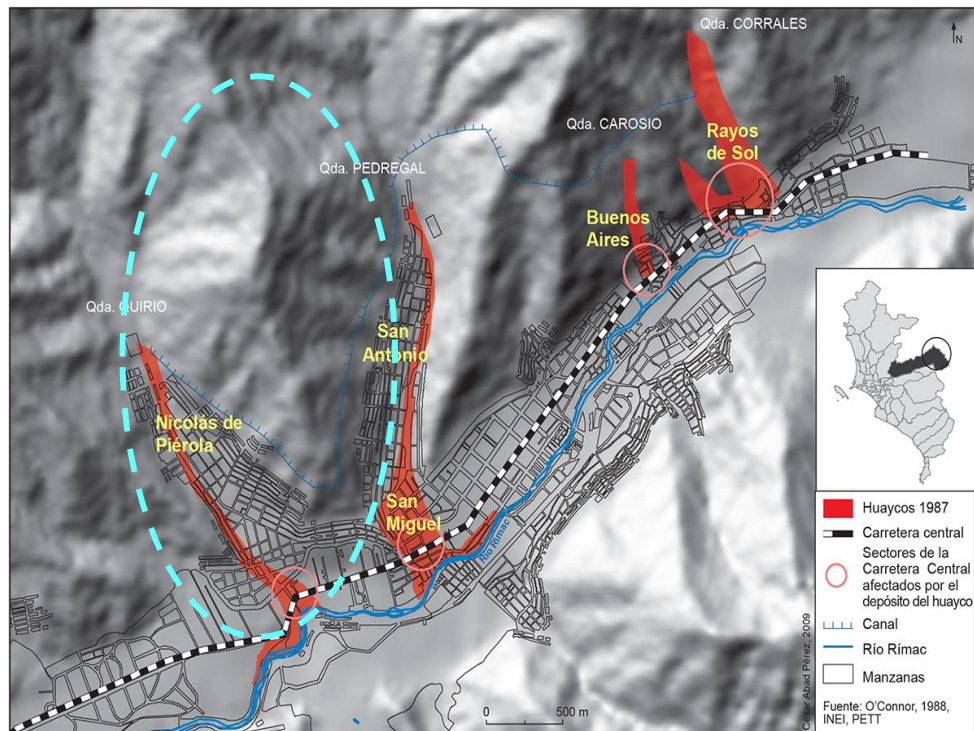 Qda. CORRALES
N
Qda. CAROSIO
Rayos
de Sol
Qda. PEDREGAL
Buenos
Aires
Qda. QUIRIO
San
Antonio
Nicolás de
Piérola
San
Miguel
Río Rímac
0 500 m
César Abad Pérez, 2009
Huaycos 1987
Carretera central
Sectores de la
Carretera Central
afectados por el
depósito del huayco
Canal
Río Rímac
Manzanas
Fuente: O'Connor, 1988,
INEI, PETT